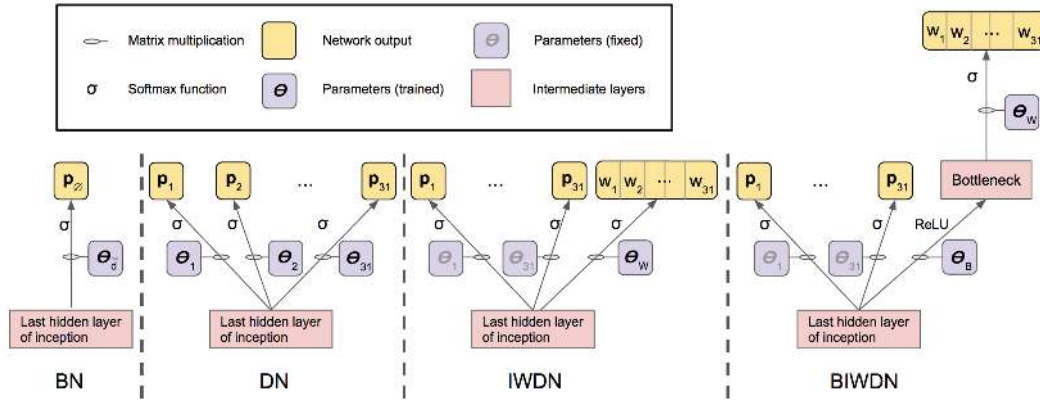 Matrix multiplication
Network output
Θ Parameters (fixed)
σ Softmax function
Θ Parameters (trained)
Intermediate layers
w1 w2 ... w31
σ
ΘW
p∅
σ
Last hidden layer
of inception
BN
p1 p2 ... p31
σ σ σ
Θ1 Θ2 Θ31
Last hidden layer
of inception
DN
p1 ... p31 w1 w2 ... w31
σ σ σ
Θ1 Θ31 ΘW
Last hidden layer
of inception
IWDN
p1 ... p31 Bottleneck
σ σ ReLU
Θ1 Θ31 ΘB
Last hidden layer
of inception
BIWDN